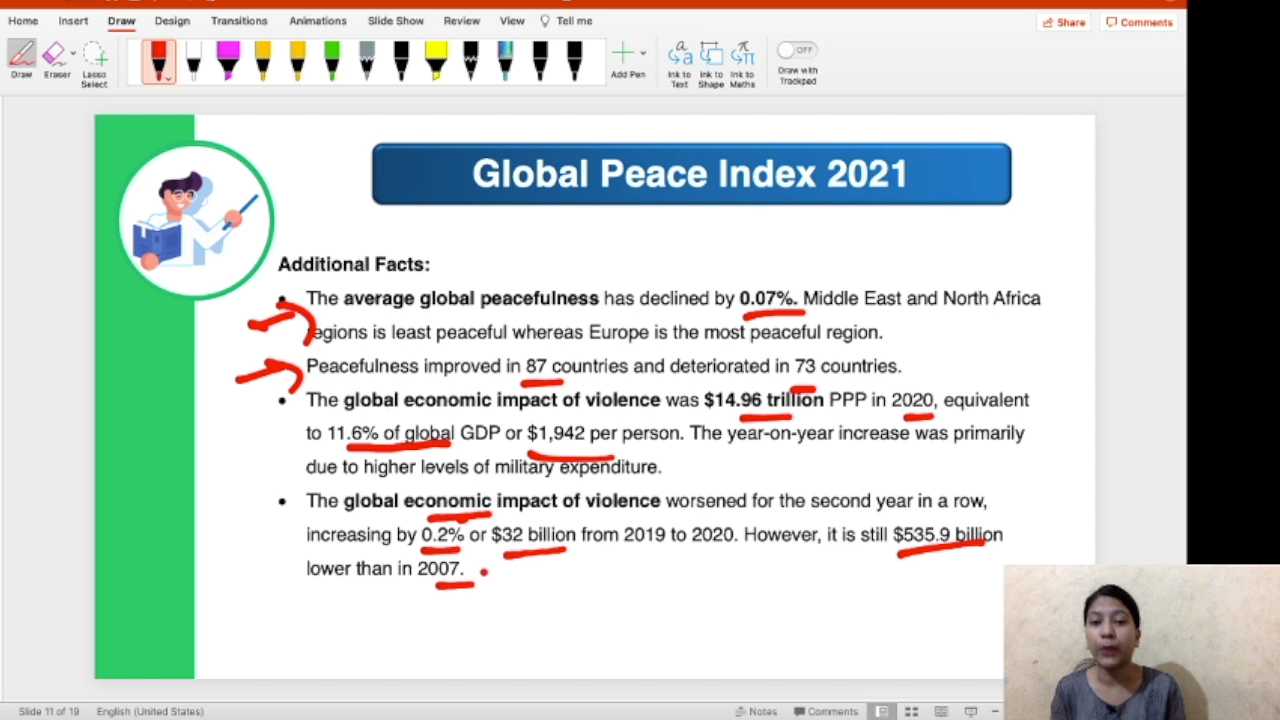 Home Insert Draw Design Transitions Animations Slide Show Review View Tell me Share Comments
OFF
Draw Eraser Lasso Select Add Pen Ink to Text Ink to Shape Ink to Maths Draw with Trackpad
Global Peace Index 2021
Additional Facts:
• The average global peacefulness has declined by 0.07%. Middle East and North Africa
regions is least peaceful whereas Europe is the most peaceful region.
Peacefulness improved in 87 countries and deteriorated in 73 countries.
• The global economic impact of violence was $14.96 trillion PPP in 2020, equivalent
to 11.6% of global GDP or $1,942 per person. The year-on-year increase was primarily
due to higher levels of military expenditure.
• The global economic impact of violence worsened for the second year in a row,
increasing by 0.2% or $32 billion from 2019 to 2020. However, it is still $535.9 billion
lower than in 2007.
Slide 11 of 19 English (United States) Notes Comments